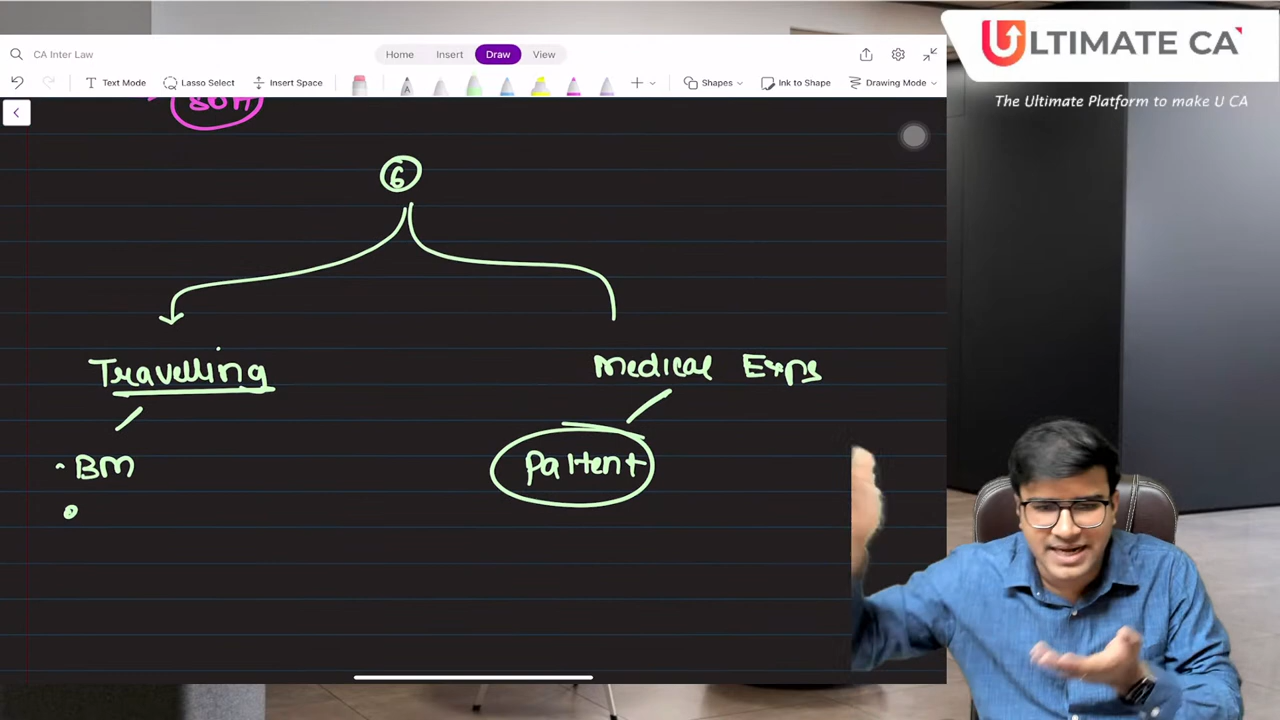 CA Inter Law
Home Insert Draw View
ULTIMATE CA
The Ultimate Platform to make U CA
Text Mode Lasso Select Insert Space Shapes Ink to Shape Drawing Mode
6
Travelling
Medical Exps
BM
Patient